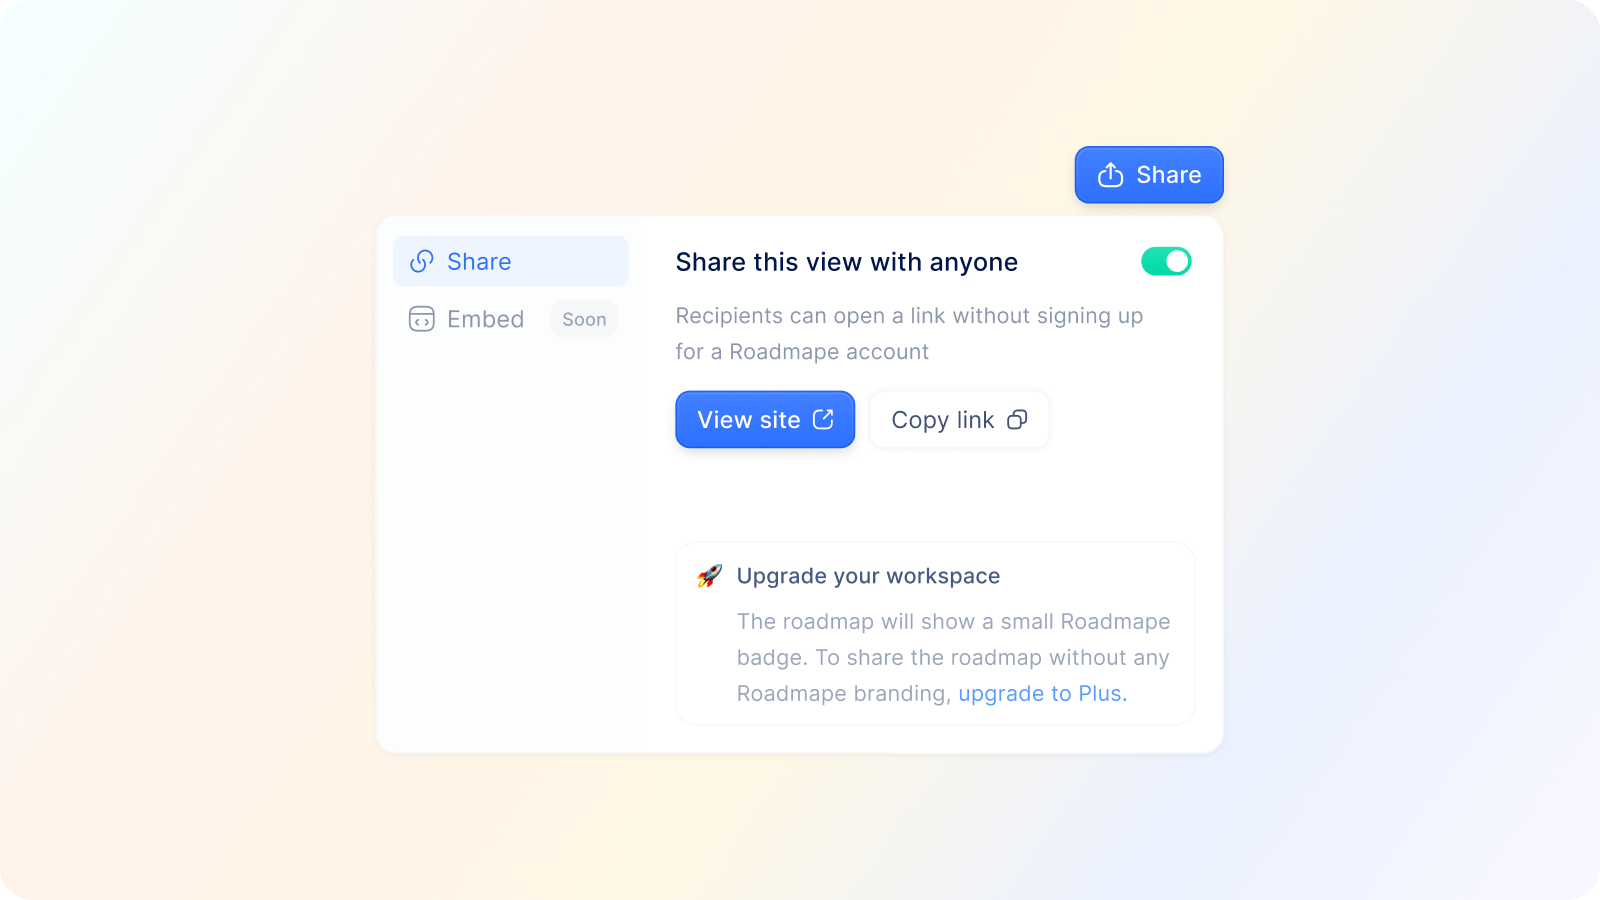 Share
Share
Embed Soon
Share this view with anyone
Recipients can open a link without signing up
for a Roadmape account
View site
Copy link
Upgrade your workspace
The roadmap will show a small Roadmape
badge. To share the roadmap without any
Roadmape branding, upgrade to Plus.